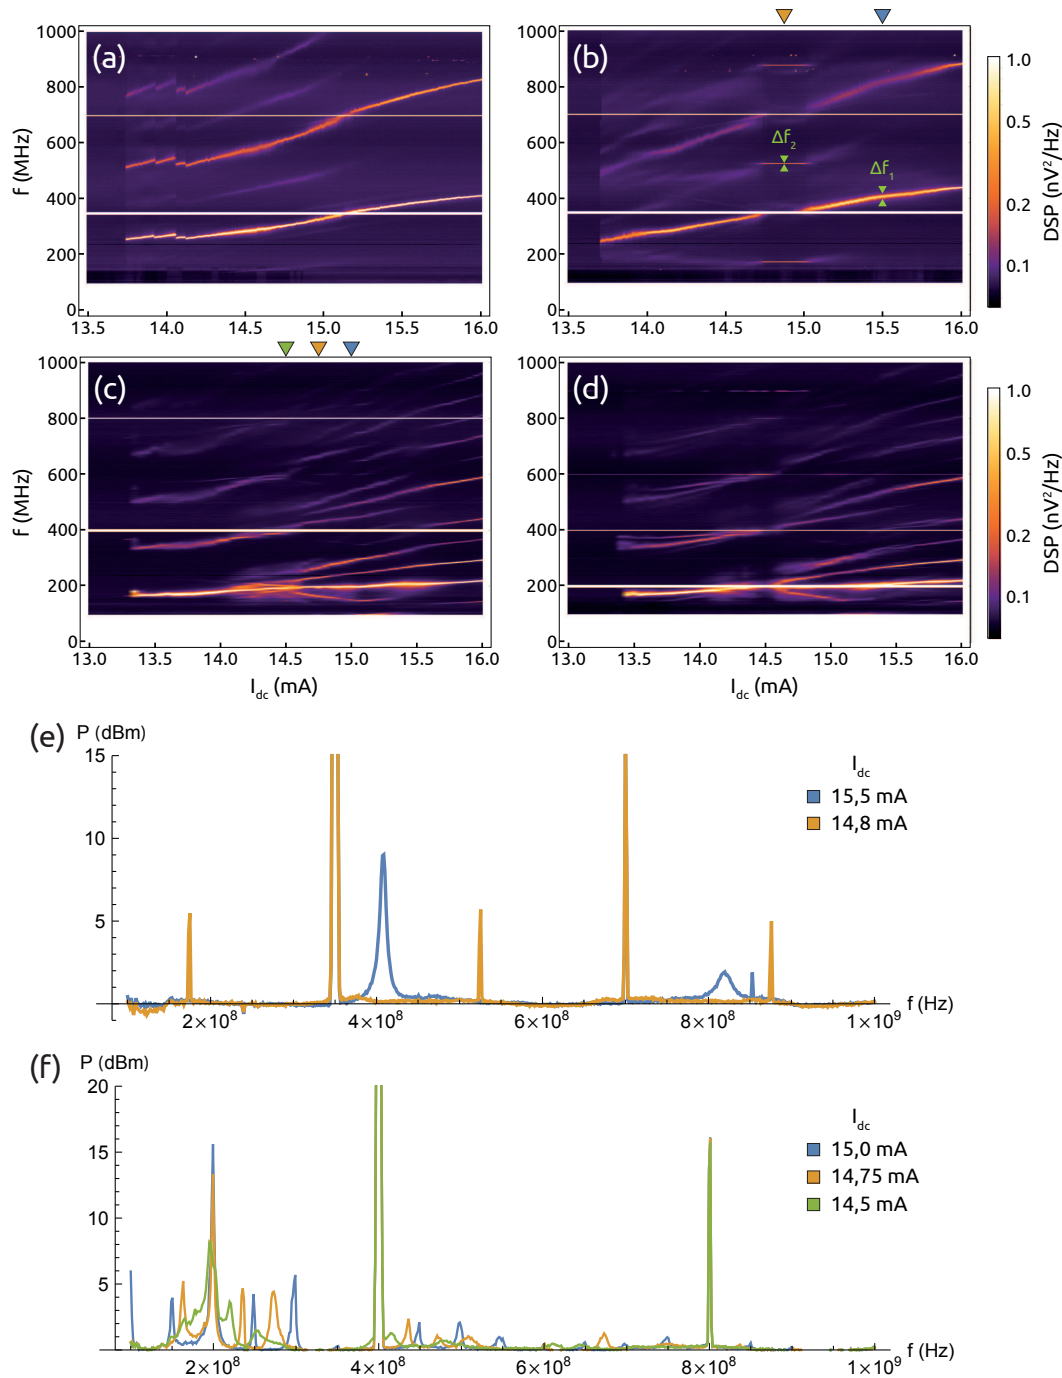 (a)
1000
800
600
400
200
0
f (MHz)
13.5 14.0 14.5 15.0 15.5 16.0
(b)
1000
800
600
400
200
0
Δf₂
Δf₁
13.5 14.0 14.5 15.0 15.5 16.0
1.0
0.5
0.2
0.1
DSP (nV²/Hz)
(c)
1000
800
600
400
200
0
f (MHz)
13.0 13.5 14.0 14.5 15.0 15.5 16.0
I_dc (mA)
(d)
1000
800
600
400
200
0
13.0 13.5 14.0 14.5 15.0 15.5 16.0
I_dc (mA)
1.0
0.5
0.2
0.1
DSP (nV²/Hz)
(e)
P (dBm)
15
10
5
I_dc
15,5 mA
14,8 mA
2×10⁸ 4×10⁸ 6×10⁸ 8×10⁸ 1×10⁹
f (Hz)
(f)
P (dBm)
20
15
10
5
I_dc
15,0 mA
14,75 mA
14,5 mA
2×10⁸ 4×10⁸ 6×10⁸ 8×10⁸ 1×10⁹
f (Hz)